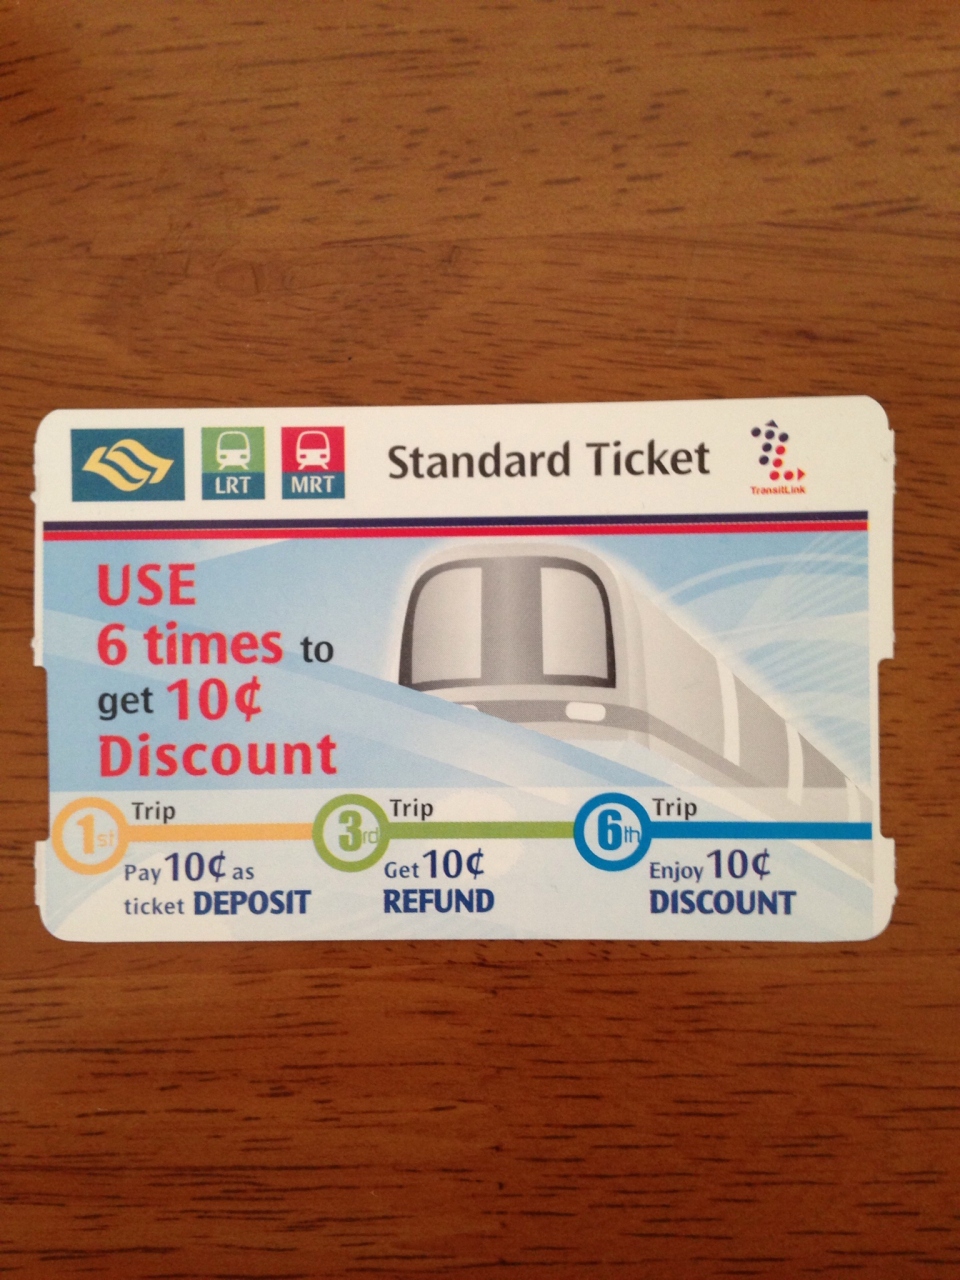 LRT
MRT
Standard Ticket
TransitLink
USE
6 times to
get 10¢
Discount
1st Trip
Pay 10¢ as
ticket DEPOSIT
3rd Trip
Get 10¢
REFUND
6th Trip
Enjoy 10¢
DISCOUNT